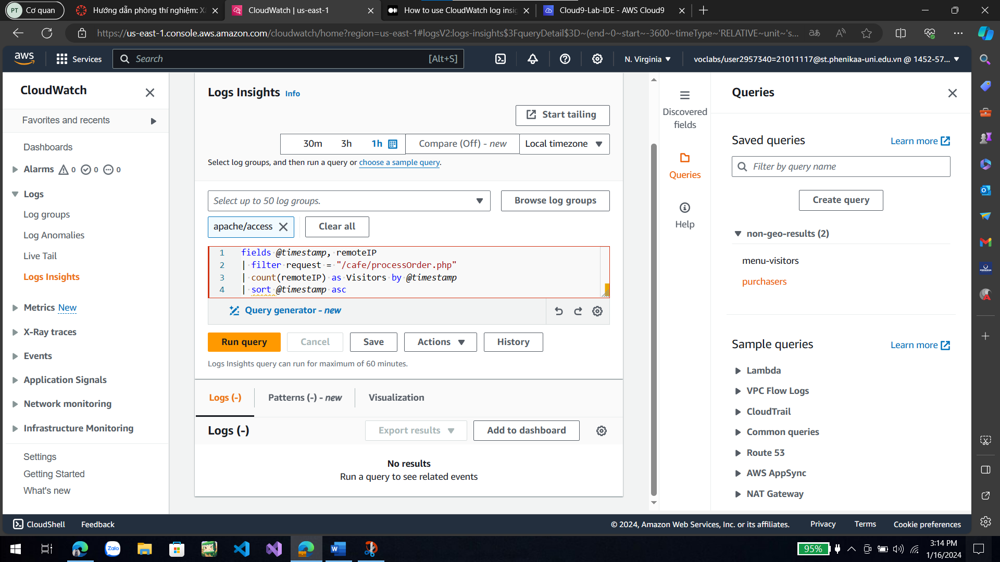 PT Cơ quan
Hướng dẫn phòng thí nghiệm: Xâ
CloudWatch | us-east-1
How to use CloudWatch log insig
Cloud9-Lab-IDE - AWS Cloud9
https://us-east-1.console.aws.amazon.com/cloudwatch/home?region=us-east-1#logsV2:logs-insights$3FqueryDetail$3D~(end~0~start~-3600~timeType~'RELATIVE~unit~'s...
aws
Services
Search
[Alt+S]
N. Virginia
voclabs/user2957340=21011117@st.phenikaa-uni.edu.vn @ 1452-57...
CloudWatch
Favorites and recents
Dashboards
Alarms 0 0 0
Logs
Log groups
Log Anomalies
Live Tail
Logs Insights
Metrics New
X-Ray traces
Events
Application Signals
Network monitoring
Infrastructure Monitoring
Settings
Getting Started
What's new
Logs Insights Info
Start tailing
30m 3h 1h
Compare (Off) - new
Local timezone
Select log groups, and then run a query or choose a sample query.
Select up to 50 log groups.
Browse log groups
apache/access
Clear all
1 fields @timestamp, remoteIP
2 | filter request = "/cafe/processOrder.php"
3 | count(remoteIP) as Visitors by @timestamp
4 | sort @timestamp asc
Query generator - new
Run query
Cancel
Save
Actions
History
Logs Insights query can run for maximum of 60 minutes.
Logs (-)
Patterns (-) - new
Visualization
Logs (-)
Export results
Add to dashboard
No results
Run a query to see related events
Discovered
fields
Queries
Help
Queries
Saved queries
Learn more
Filter by query name
Create query
non-geo-results (2)
menu-visitors
purchasers
Sample queries
Learn more
Lambda
VPC Flow Logs
CloudTrail
Common queries
Route 53
AWS AppSync
NAT Gateway
CloudShell
Feedback
© 2024, Amazon Web Services, Inc. or its affiliates.
Privacy
Terms
Cookie preferences
Zalo
95%
3:14 PM
1/16/2024